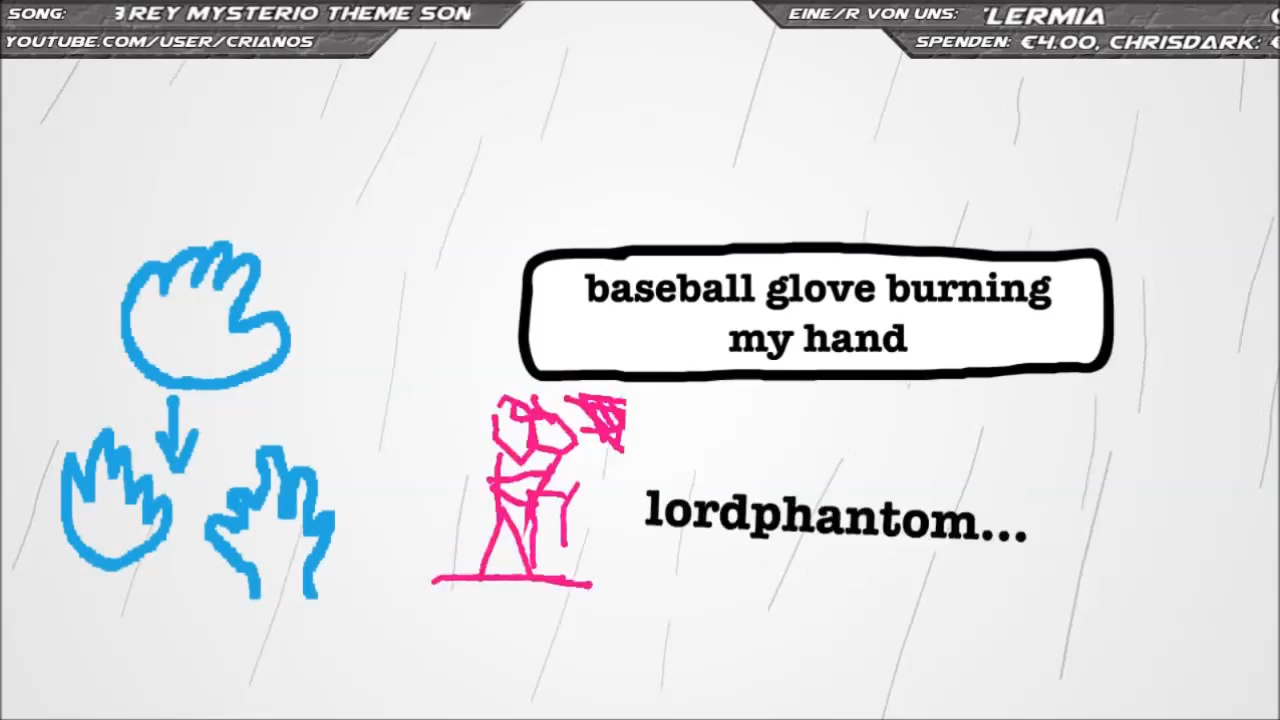 SONG: REY MYSTERIO THEME SON
EINE/R VON UNS: LERMIA
YOUTUBE.COM/USER/CRIANOS
SPENDEN: €4.00, CHRISDARK: €
baseball glove burning
my hand
lordphantom...